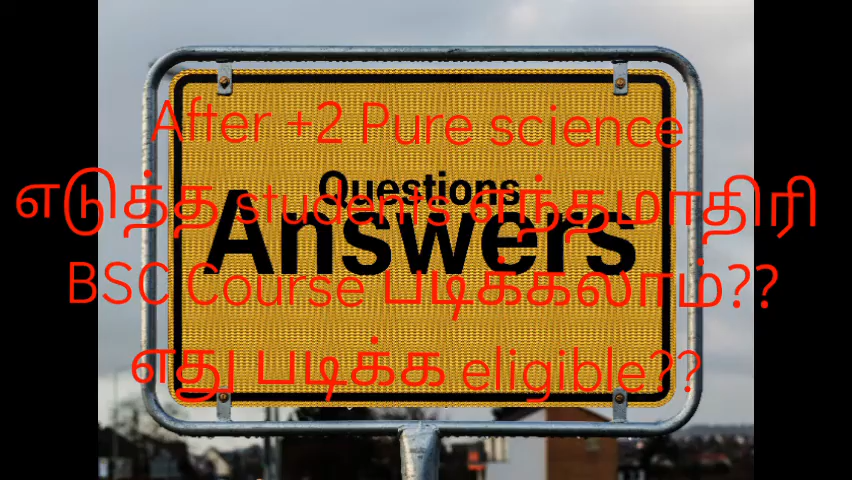 After +2 Pure science
எடுத்த students எந்தமாதிரி
BSC Course படிக்கலாம்??
எது படிக்க eligible??
Questions
Answers